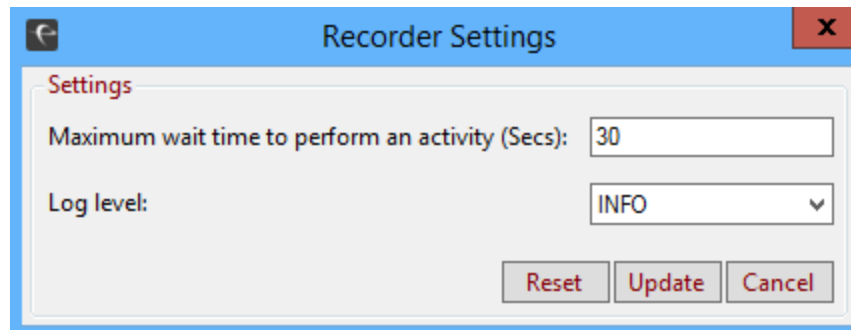 Recorder Settings
x
Settings
Maximum wait time to perform an activity (Secs): 30
Log level: INFO
Reset Update Cancel